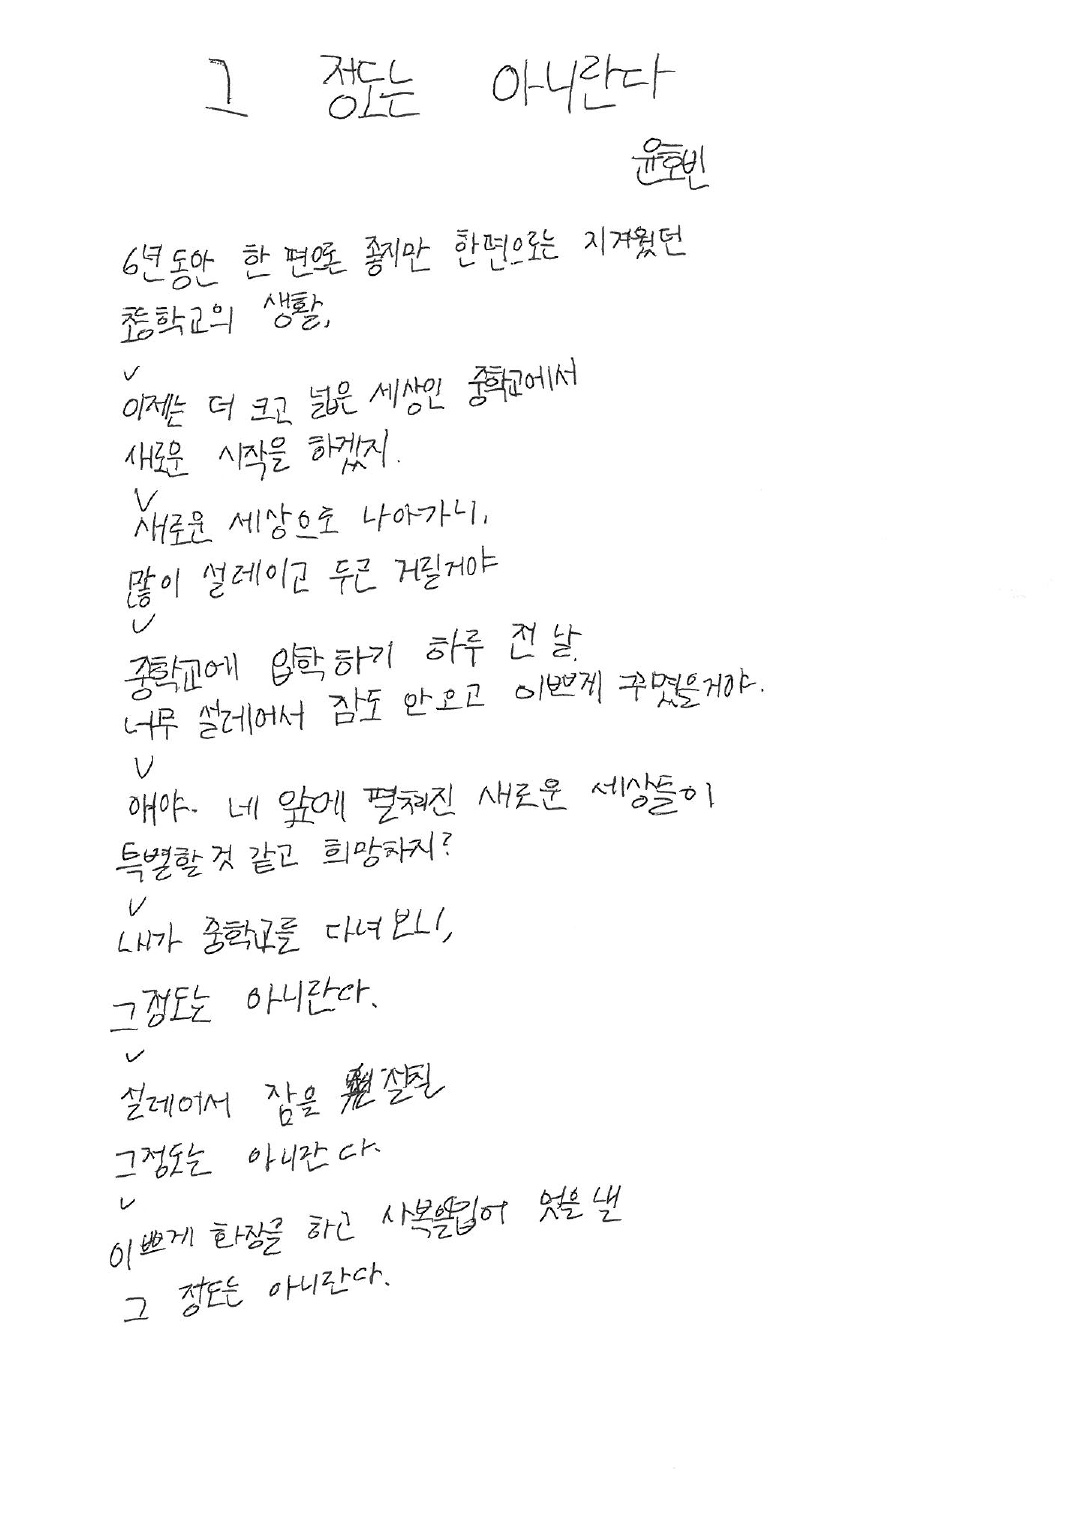 그 정도는 아니란다
윤호빈
6년동안 한 편으론 좋지만 한편으로는 지겨웠던
초등학교의 생활,
이제는 더 크고 넓은 세상인 중학교에서
새로운 시작을 하겠지.
새로운 세상으로 나아가니,
많이 설레이고 두근 거릴거야
중학교에 입학하기 하루 전 날,
너무 설레어서 잠도 안오고 이쁘게 꾸몄을거야.
얘야. 네 앞에 펼쳐진 새로운 세상들이
특별할것 같고 희망차지?
내가 중학교를 다녀보니,
그정도는 아니란다.
설레어서 잠을 설칠
그정도는 아니란다.
이쁘게 화장을 하고 사복을입어 멋을낼
그 정도는 아니란다.